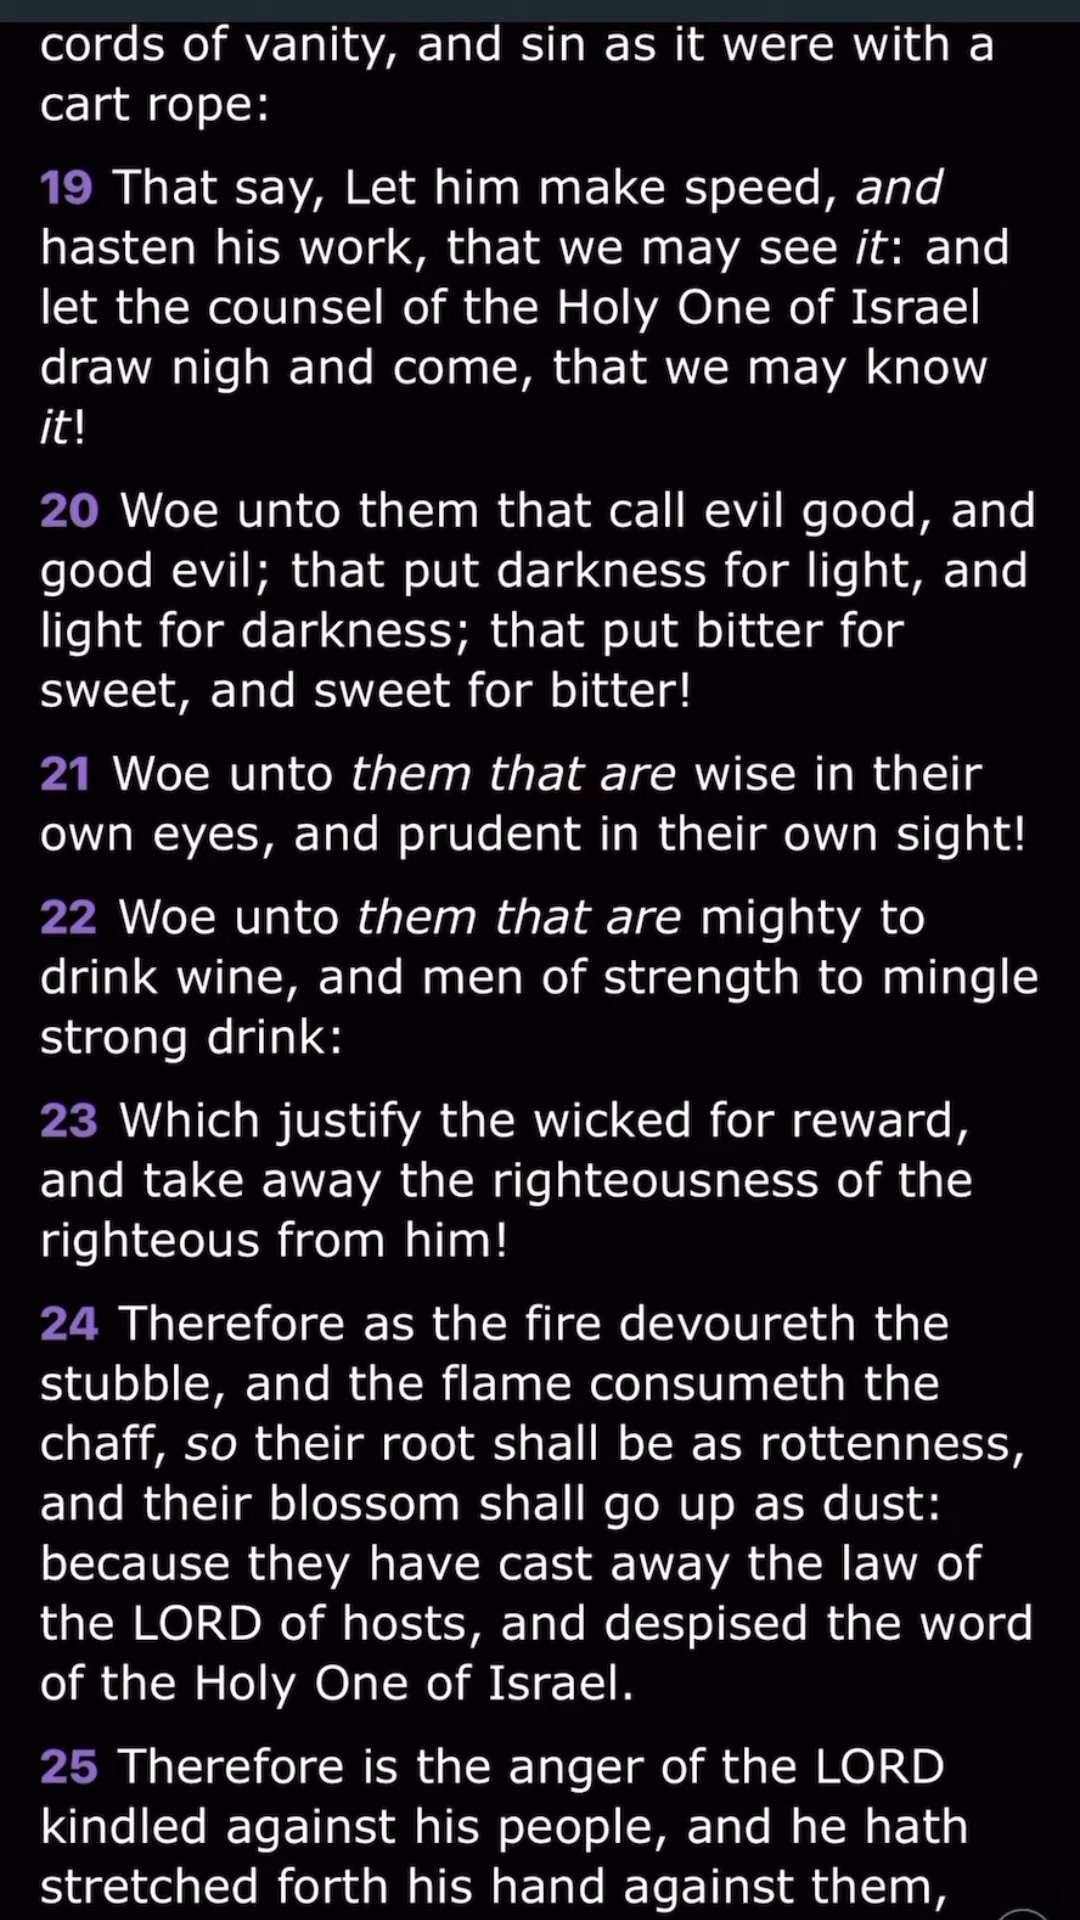 cords of vanity, and sin as it were with a
cart rope:
19 That say, Let him make speed, and
hasten his work, that we may see it: and
let the counsel of the Holy One of Israel
draw nigh and come, that we may know
it!
20 Woe unto them that call evil good, and
good evil; that put darkness for light, and
light for darkness; that put bitter for
sweet, and sweet for bitter!
21 Woe unto them that are wise in their
own eyes, and prudent in their own sight!
22 Woe unto them that are mighty to
drink wine, and men of strength to mingle
strong drink:
23 Which justify the wicked for reward,
and take away the righteousness of the
righteous from him!
24 Therefore as the fire devoureth the
stubble, and the flame consumeth the
chaff, so their root shall be as rottenness,
and their blossom shall go up as dust:
because they have cast away the law of
the LORD of hosts, and despised the word
of the Holy One of Israel.
25 Therefore is the anger of the LORD
kindled against his people, and he hath
stretched forth his hand against them,